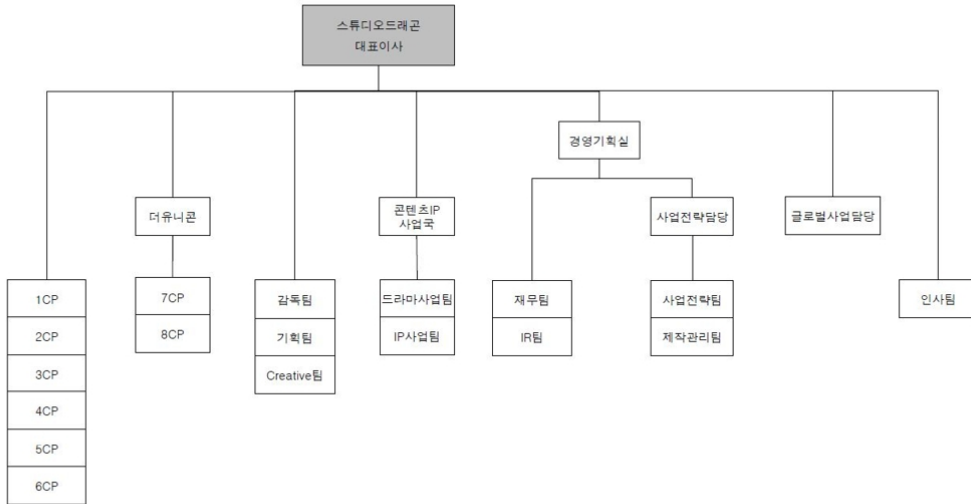 스튜디오드래곤
대표이사
경영기획실
더유니콘
콘텐츠IP
사업국
사업전략담당
글로벌사업담당
1CP
2CP
3CP
4CP
5CP
6CP
7CP
8CP
감독팀
기획팀
Creative팀
드라마사업팀
IP사업팀
재무팀
IR팀
사업전략팀
제작관리팀
인사팀